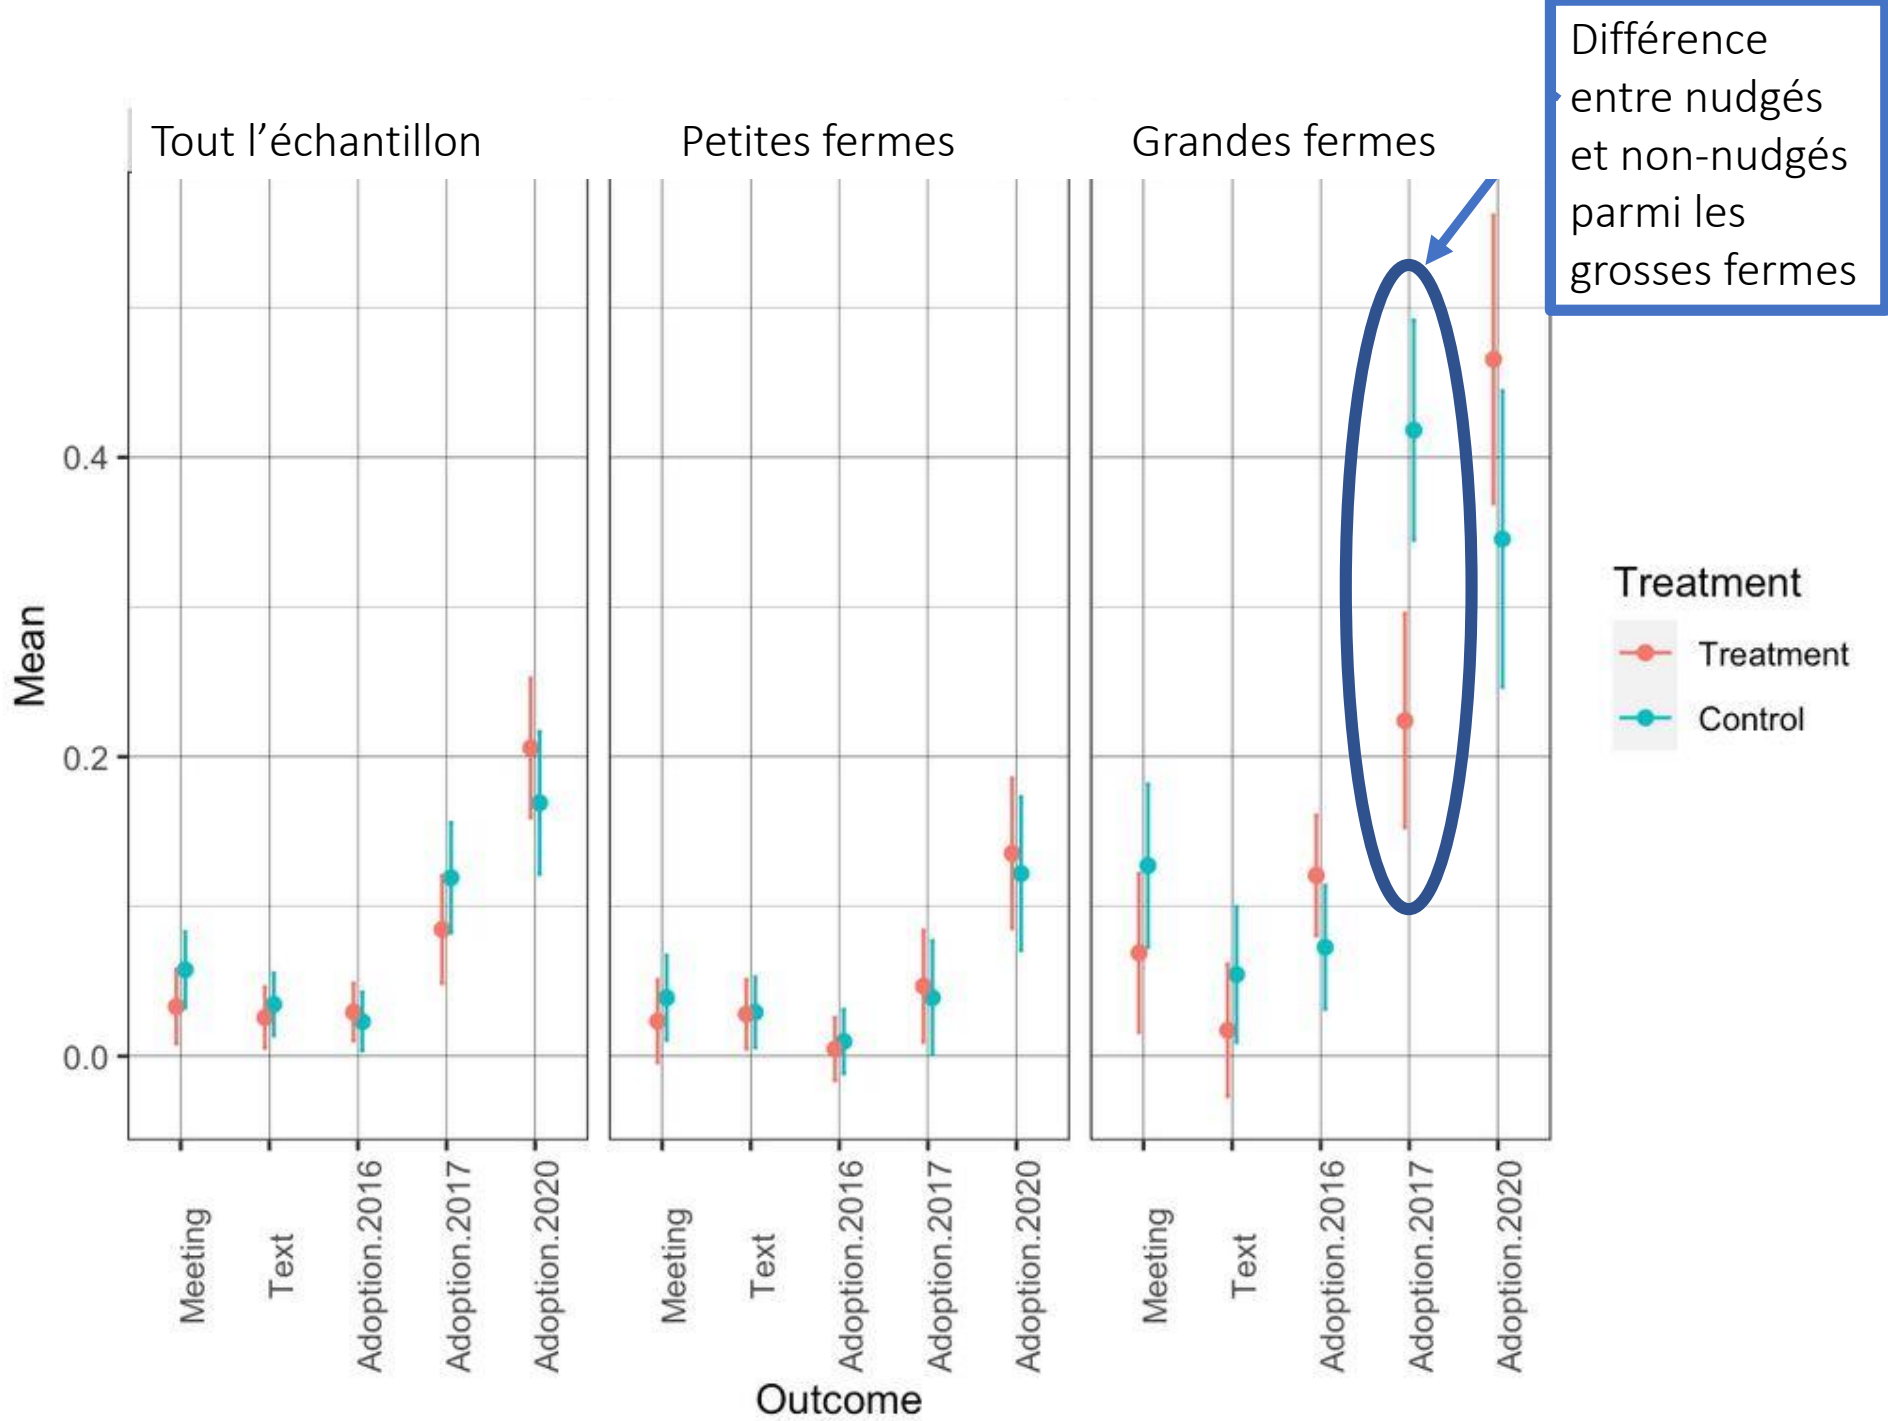 Différence
entre nudgés
et non-nudgés
parmi les
grosses fermes
Tout l’échantillon
Petites fermes
Grandes fermes
Mean
0.4
0.2
0.0
Meeting
Text
Adoption.2016
Adoption.2017
Adoption.2020
Meeting
Text
Adoption.2016
Adoption.2017
Adoption.2020
Meeting
Text
Adoption.2016
Adoption.2017
Adoption.2020
Outcome
Treatment
Treatment
Control